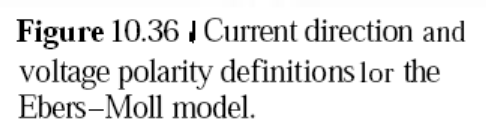 Figure 10.36 | Current direction and
voltage polarity definitions lor the
Ebers–Moll model.